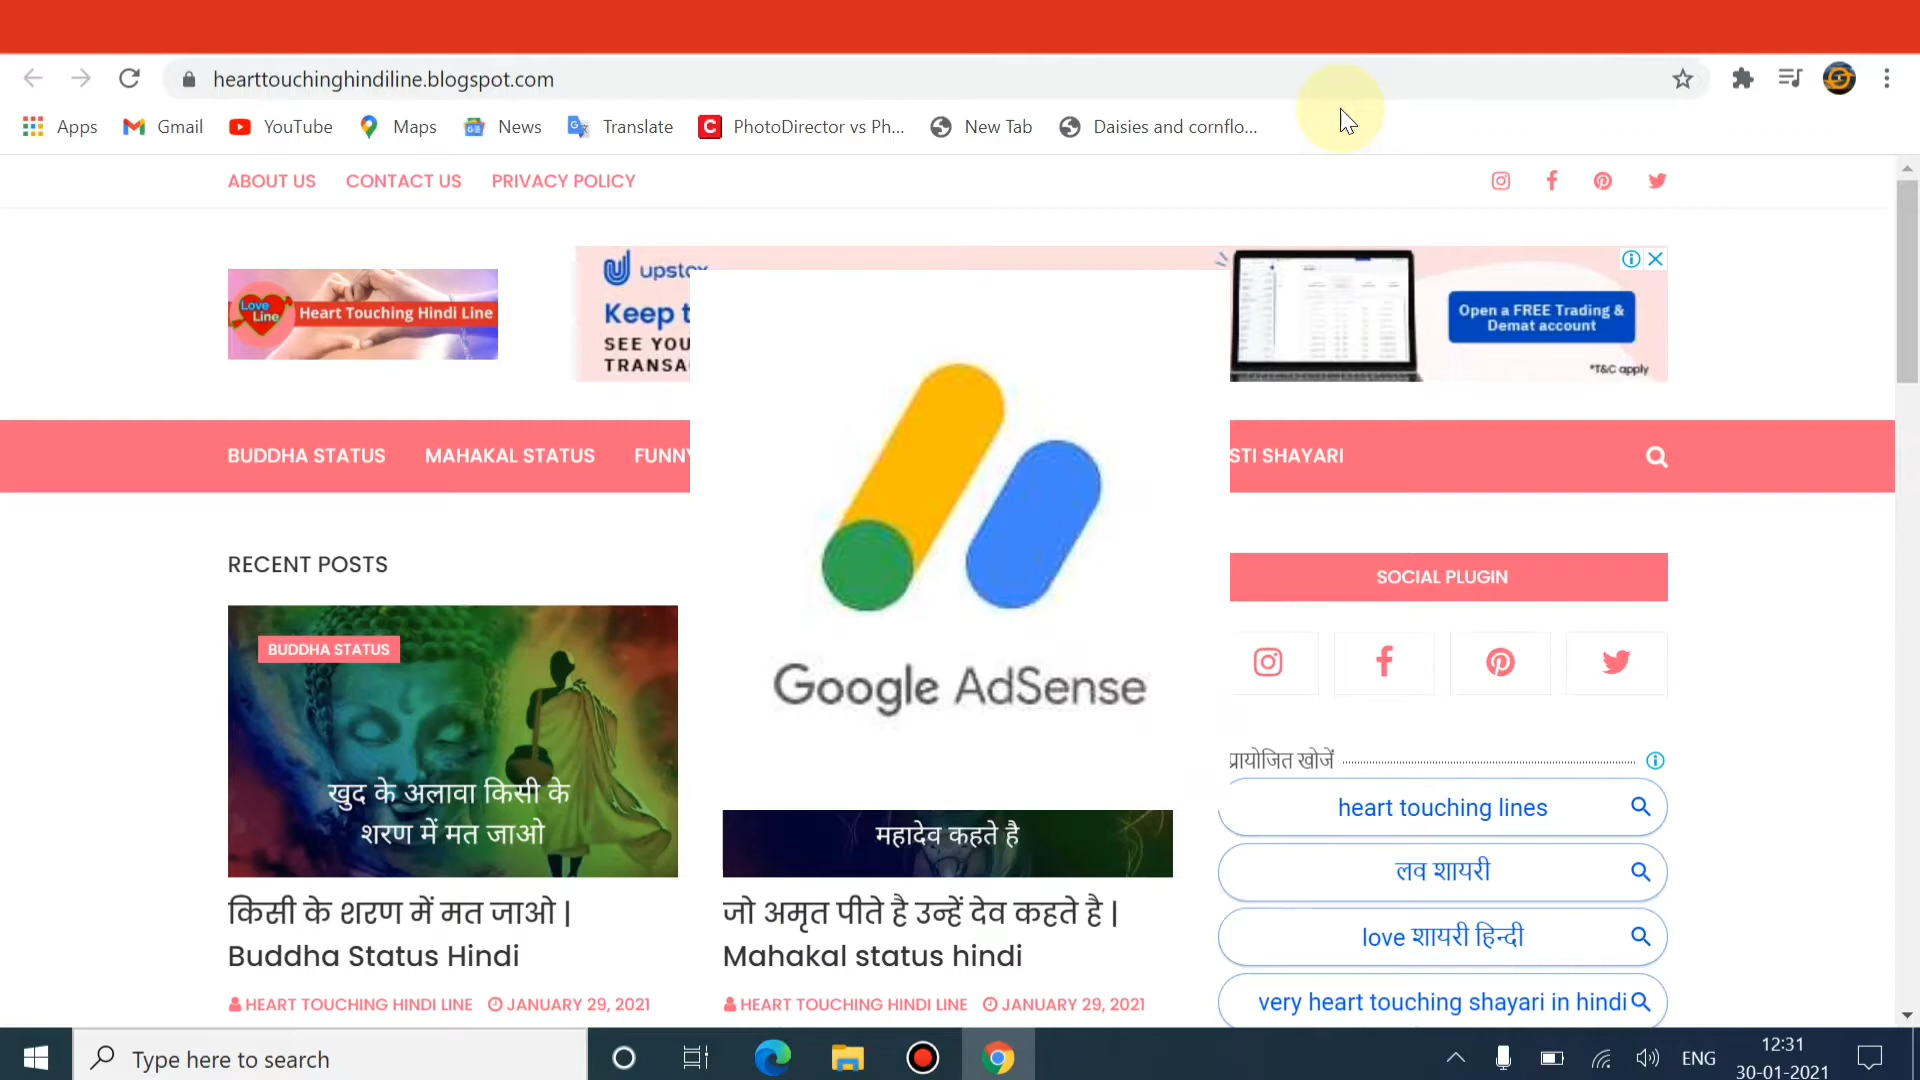 hearttouchinghindiline.blogspot.com
Apps Gmail YouTube Maps News Translate PhotoDirector vs Ph... New Tab Daisies and cornflo...
ABOUT US CONTACT US PRIVACY POLICY
Love Line
Heart Touching Hindi Line
Keep
SEE YOU
TRANSA
Open a FREE Trading &
Demat account
*T&C apply
BUDDHA STATUS MAHAKAL STATUS FUNNY STI SHAYARI
Google AdSense
RECENT POSTS
SOCIAL PLUGIN
BUDDHA STATUS
खुद के अलावा किसी के
शरण में मत जाओ
महादेव कहते है
प्रायोजित खोजें
heart touching lines
लव शायरी
love शायरी हिन्दी
very heart touching shayari in hindi
किसी के शरण में मत जाओ |
Buddha Status Hindi
HEART TOUCHING HINDI LINE JANUARY 29, 2021
जो अमृत पीते है उन्हें देव कहते है |
Mahakal status hindi
HEART TOUCHING HINDI LINE JANUARY 29, 2021
Type here to search
ENG
12:31
30-01-2021